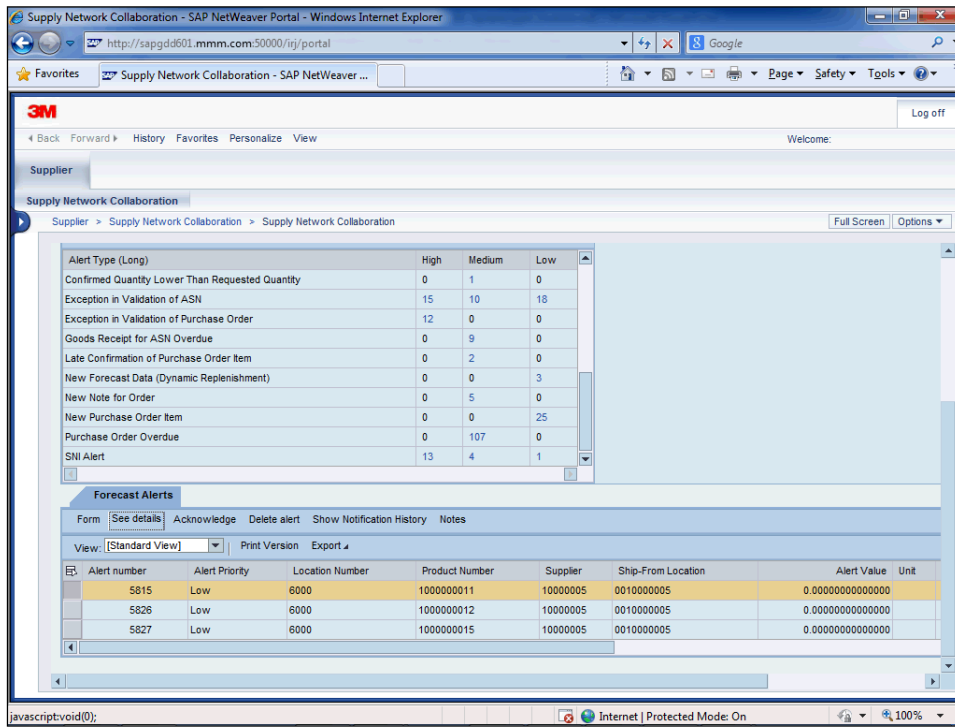 Supply Network Collaboration - SAP NetWeaver Portal - Windows Internet Explorer
http://sapgdd601.mmm.com:50000/irj/portal
Google
Favorites Supply Network Collaboration - SAP NetWeaver ...
Page Safety Tools
3M
Log off
Back Forward History Favorites Personalize View Welcome:
Supplier
Supply Network Collaboration
Supplier > Supply Network Collaboration > Supply Network Collaboration Full Screen Options
Alert Type (Long) High Medium Low
Confirmed Quantity Lower Than Requested Quantity 0 1 0
Exception in Validation of ASN 15 10 18
Exception in Validation of Purchase Order 12 0 0
Goods Receipt for ASN Overdue 0 9 0
Late Confirmation of Purchase Order Item 0 2 0
New Forecast Data (Dynamic Replenishment) 0 0 3
New Note for Order 0 5 0
New Purchase Order Item 0 0 25
Purchase Order Overdue 0 107 0
SNI Alert 13 4 1
Forecast Alerts
Form See details Acknowledge Delete alert Show Notification History Notes
View: [Standard View] Print Version Export
Alert number Alert Priority Location Number Product Number Supplier Ship-From Location Alert Value Unit
5815 Low 6000 1000000011 10000005 0010000005 0.00000000000000
5826 Low 6000 1000000012 10000005 0010000005 0.00000000000000
5827 Low 6000 1000000015 10000005 0010000005 0.00000000000000
javascript:void(0); Internet | Protected Mode: On 100%